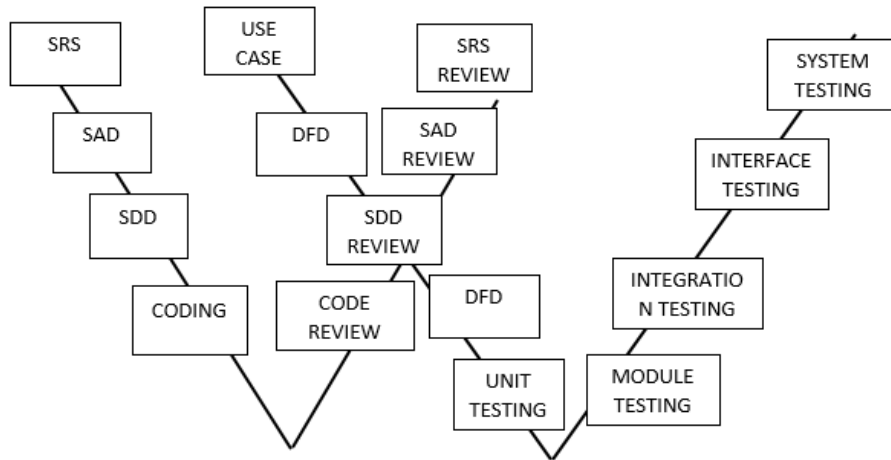 SRS
USE
CASE
SRS
REVIEW
SYSTEM
TESTING
SAD
DFD
SAD
REVIEW
INTERFACE
TESTING
SDD
SDD
REVIEW
CODING
CODE
REVIEW
DFD
INTEGRATIO
N TESTING
UNIT
TESTING
MODULE
TESTING